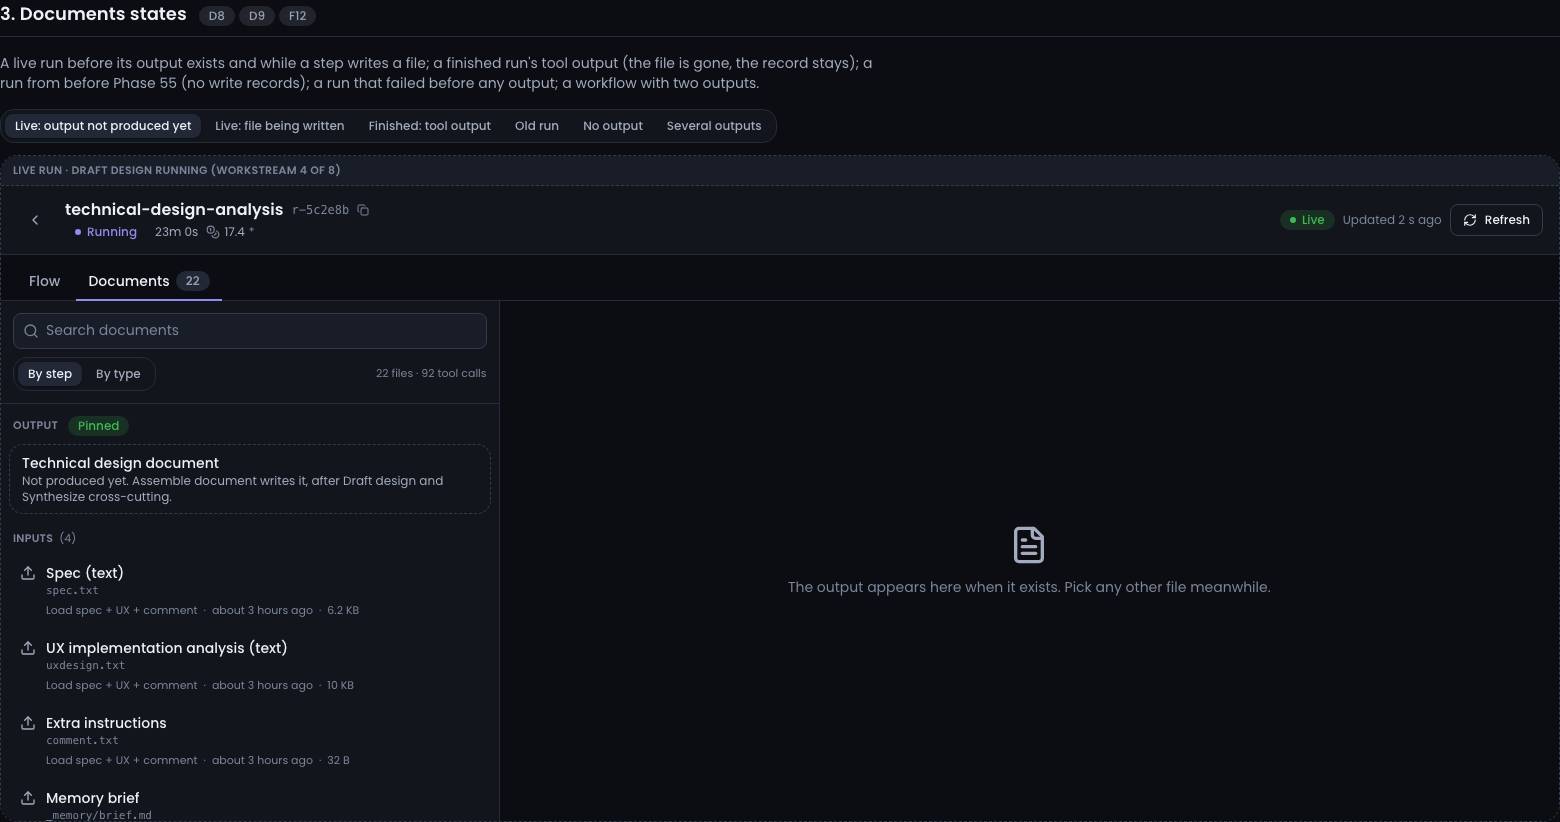 3. Documents states D8 D9 F12
A live run before its output exists and while a step writes a file; a finished run's tool output (the file is gone, the record stays); a
run from before Phase 55 (no write records); a run that failed before any output; a workflow with two outputs.
Live: output not produced yet Live: file being written Finished: tool output Old run No output Several outputs
LIVE RUN · DRAFT DESIGN RUNNING (WORKSTREAM 4 OF 8)
technical-design-analysis r-5c2e8b
Running 23m 0s 17.4 *
Live Updated 2 s ago Refresh
Flow Documents 22
Search documents
By step By type 22 files · 92 tool calls
OUTPUT Pinned
Technical design document
Not produced yet. Assemble document writes it, after Draft design and
Synthesize cross-cutting.
INPUTS (4)
Spec (text)
spec.txt
Load spec + UX + comment · about 3 hours ago · 6.2 KB
UX implementation analysis (text)
uxdesign.txt
Load spec + UX + comment · about 3 hours ago · 10 KB
Extra instructions
comment.txt
Load spec + UX + comment · about 3 hours ago · 32 B
Memory brief
_memory/brief.md
The output appears here when it exists. Pick any other file meanwhile.